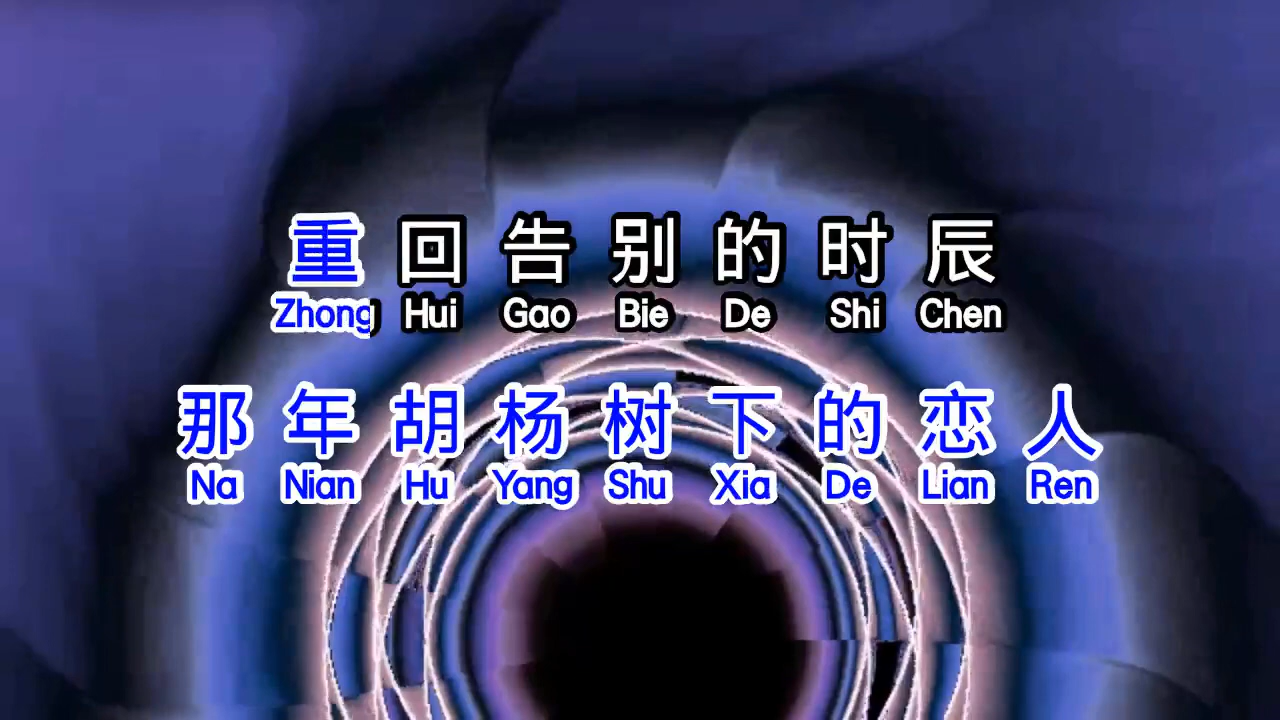 重 回 告 别 的 时 辰
Zhong Hui Gao Bie De Shi Chen
那 年 胡 杨 树 下 的 恋 人
Na Nian Hu Yang Shu Xia De Lian Ren